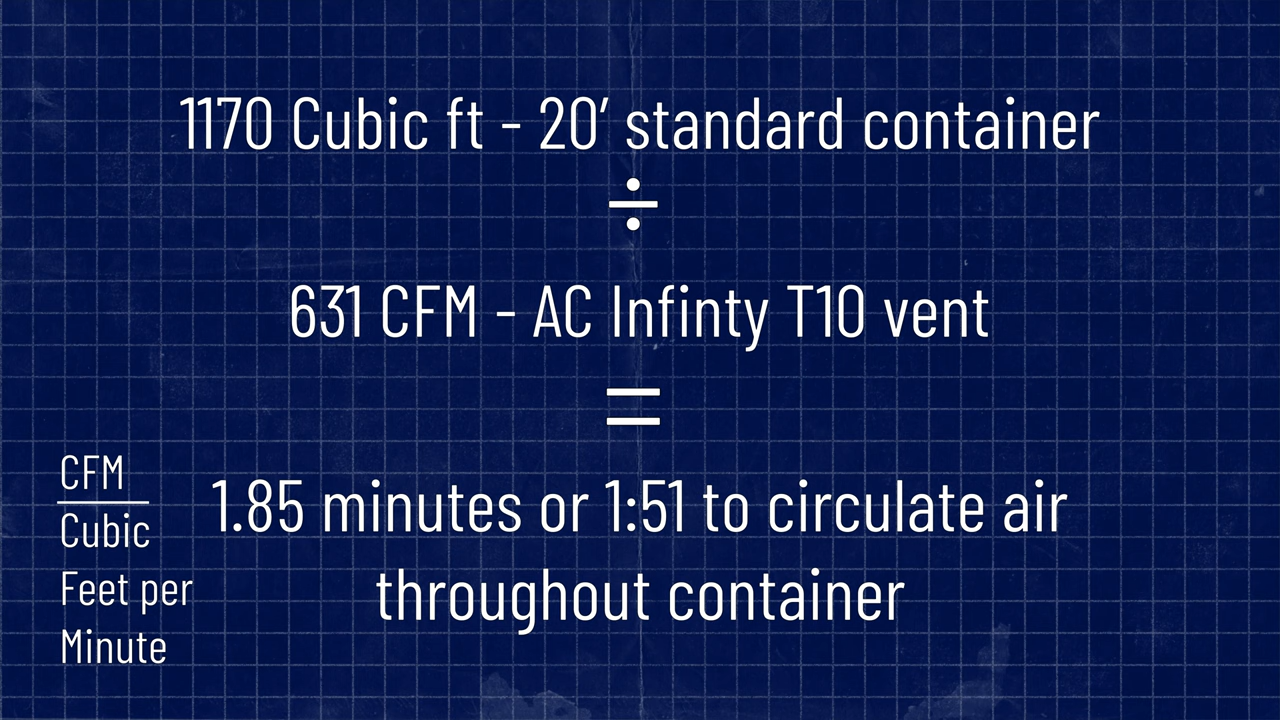 1170 Cubic ft - 20’ standard container
÷
631 CFM - AC Infinty T10 vent
=
1.85 minutes or 1:51 to circulate air
throughout container
CFM
Cubic
Feet per
Minute